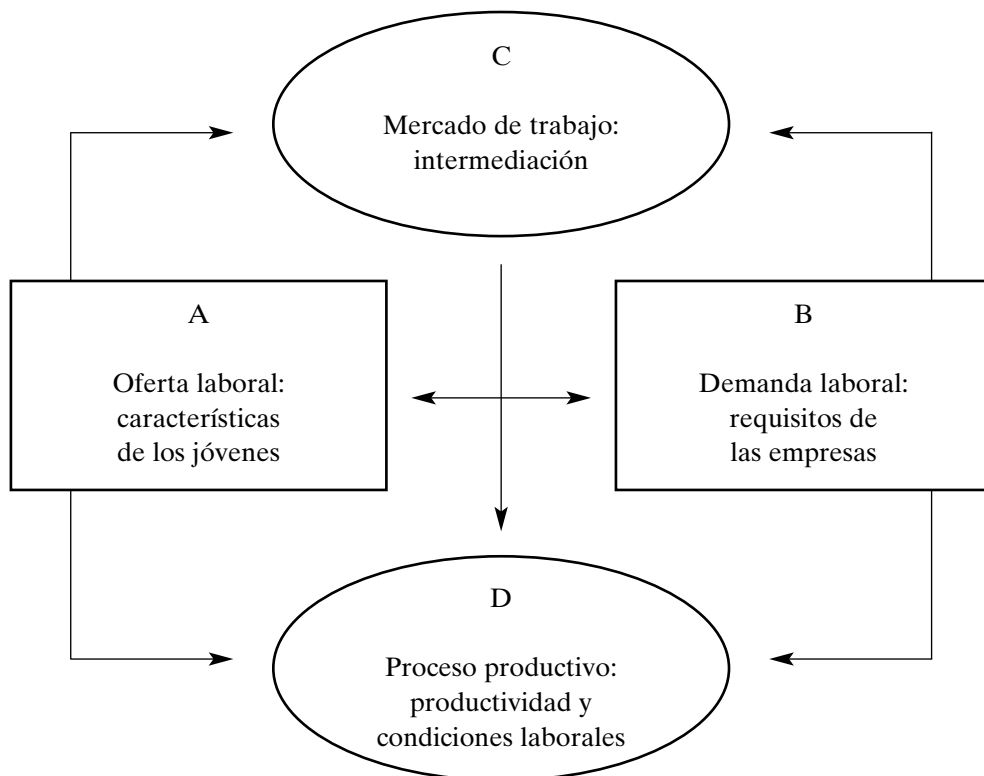 C
Mercado de trabajo:
intermediación
A
Oferta laboral:
característicias
de los jóvenes
B
Demanda laboral:
requisitos de
las empresas
D
Proceso productivo:
productividad y
condiciones laborales